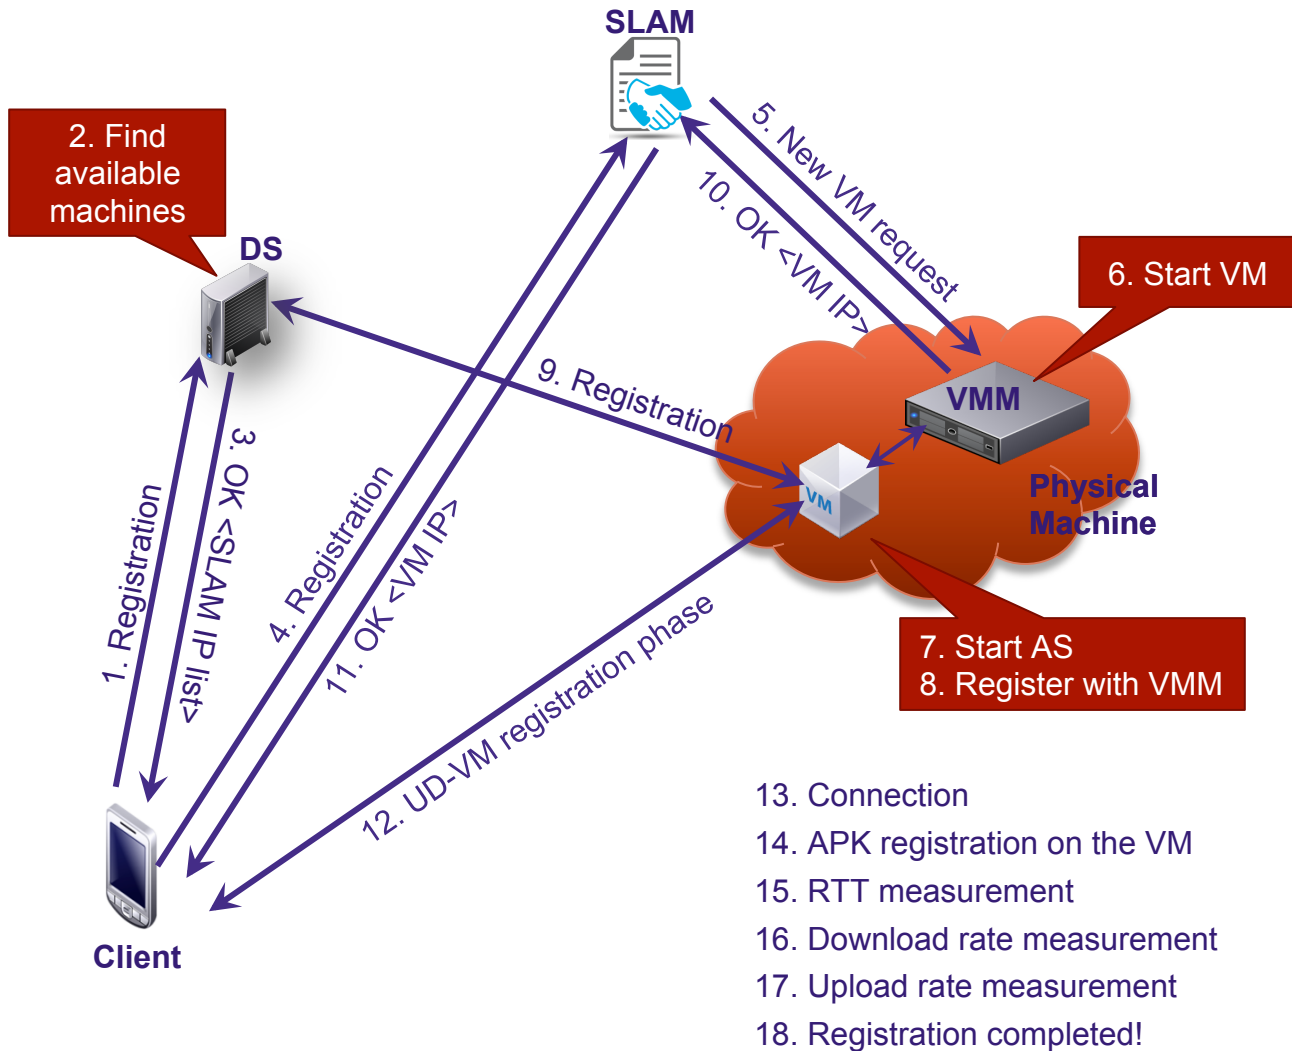 SLAM
2. Find
available
machines
DS
5. New VM request
10. OK <VM IP>
6. Start VM
9. Registration
VMM
VM
Physical
Machine
1. Registration
3. OK <SLAM IP list>
4. Registration
11. OK <VM IP>
12. UD-VM registration phase
7. Start AS
8. Register with VMM
Client
13. Connection
14. APK registration on the VM
15. RTT measurement
16. Download rate measurement
17. Upload rate measurement
18. Registration completed!